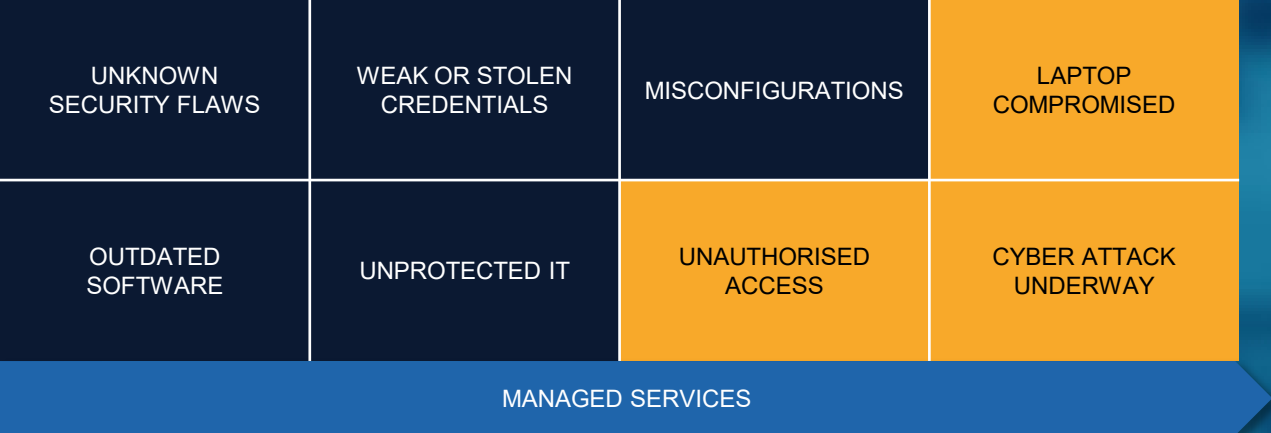 UNKNOWN
SECURITY FLAWS
WEAK OR STOLEN
CREDENTIALS
MISCONFIGURATIONS
LAPTOP
COMPROMISED
OUTDATED
SOFTWARE
UNPROTECTED IT
UNAUTHORISED
ACCESS
CYBER ATTACK
UNDERWAY
MANAGED SERVICES